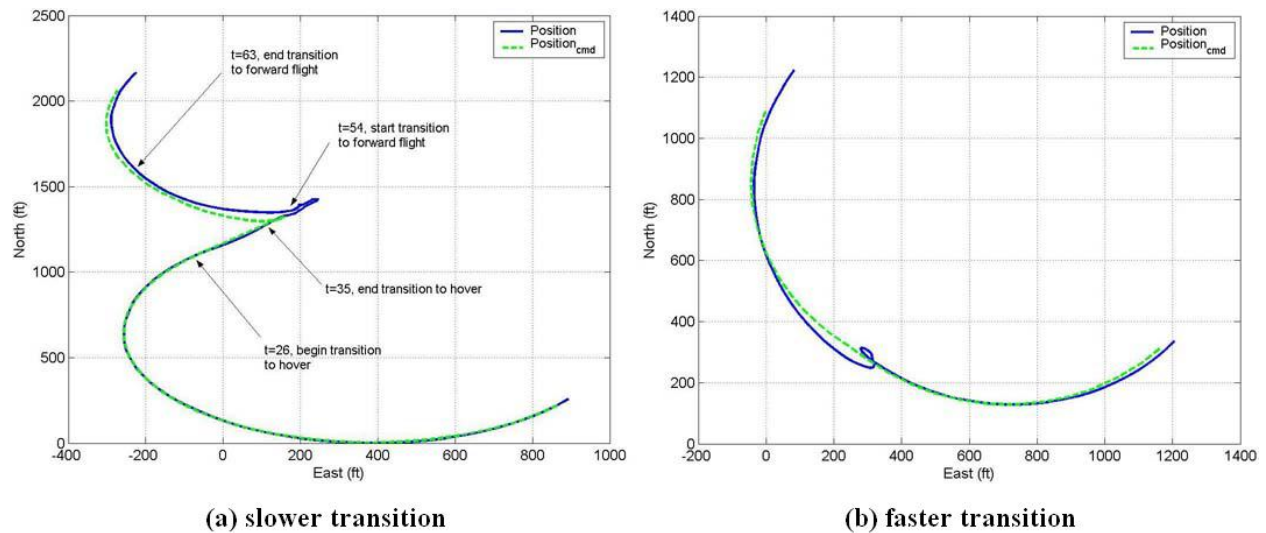 2500
2000
1500
1000
500
0
-400
-200
0
200
400
600
800
1000
North (ft)
East (ft)
Position
Position_cmd
t=63, end transition
to forward flight
t=54, start transition
to forward flight
t=35, end transition to hover
t=26, begin transition
to hover
(a) slower transition
1400
1200
1000
800
600
400
200
0
-200
0
200
400
600
800
1000
1200
1400
North (ft)
East (ft)
Position
Position_cmd
(b) faster transition